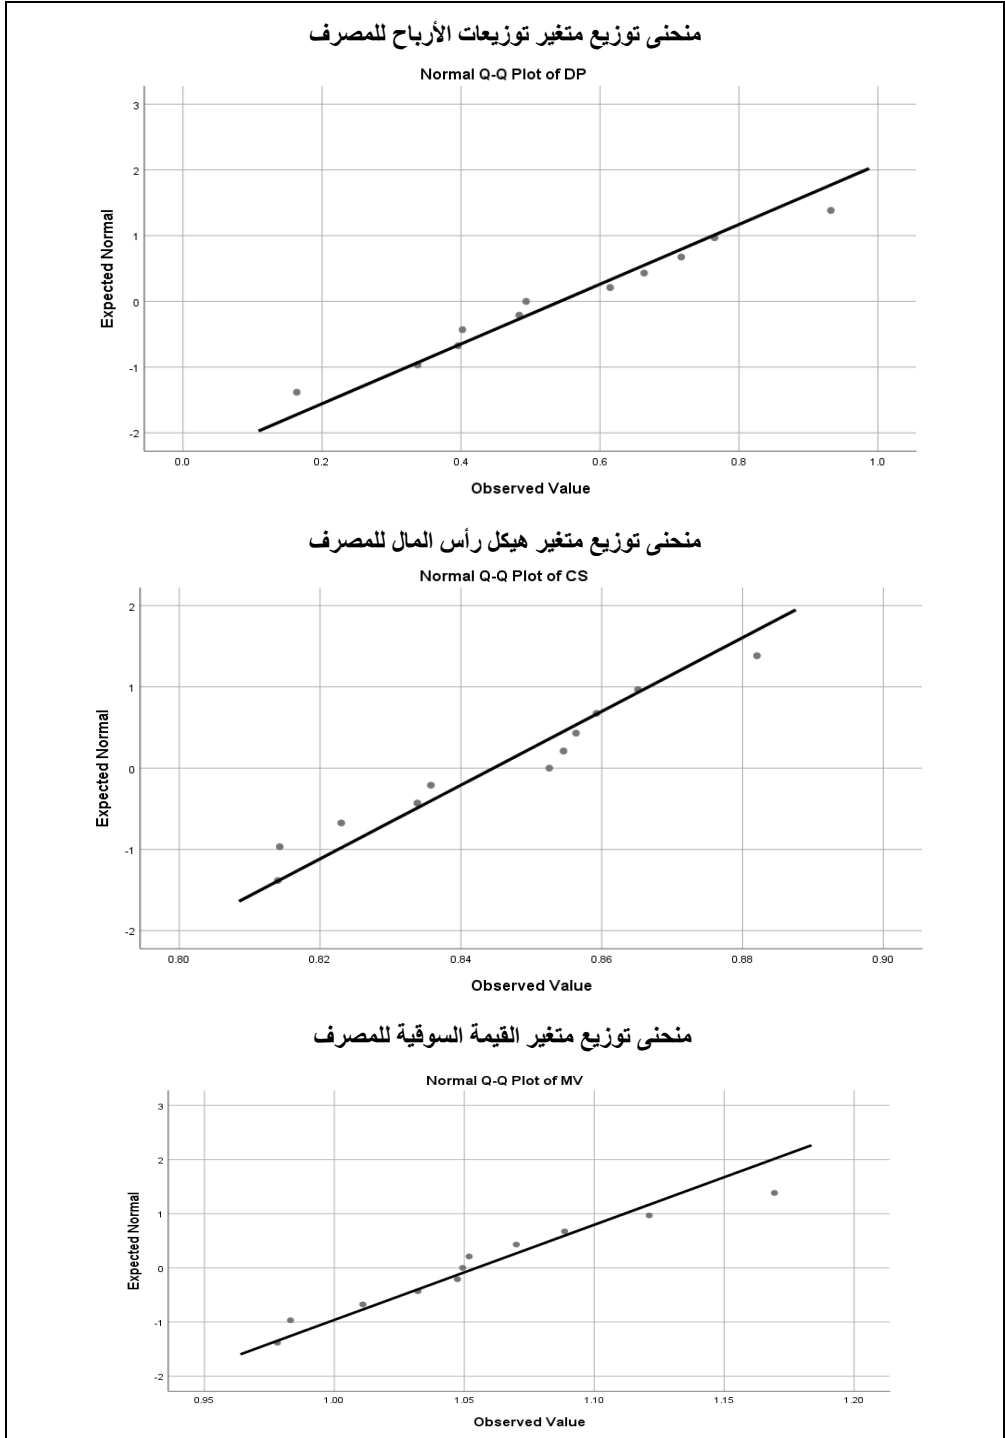 منحنى توزيع متغير توزيعات الأرباح للمصرف
Normal Q-Q Plot of DP
3
2
1
0
-1
-2
Expected Normal
0.0 0.2 0.4 0.6 0.8 1.0
Observed Value
منحنى توزيع متغير هيكل رأس المال للمصرف
Normal Q-Q Plot of CS
2
1
0
-1
-2
Expected Normal
0.80 0.82 0.84 0.86 0.88 0.90
Observed Value
منحنى توزيع متغير القيمة السوقية للمصرف
Normal Q-Q Plot of MV
3
2
1
0
-1
-2
Expected Normal
0.95 1.00 1.05 1.10 1.15 1.20
Observed Value